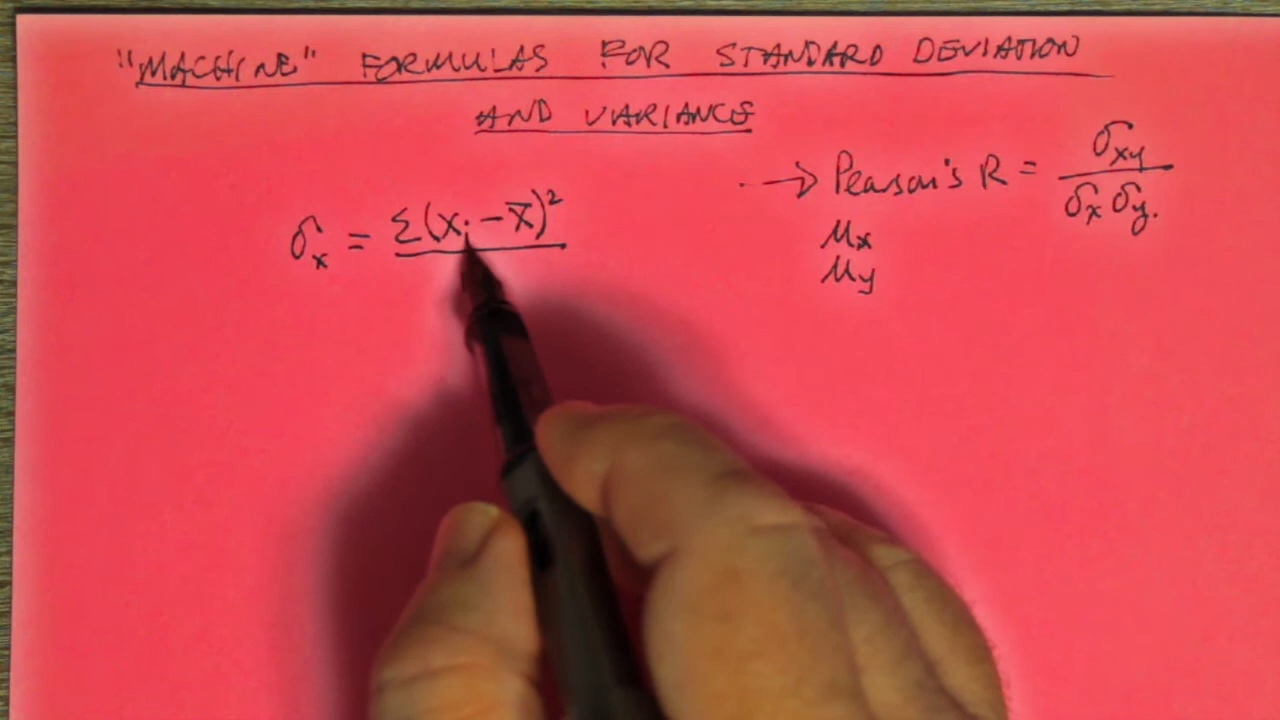 "MACHINE" FORMULAS FOR STANDARD DEVIATION
AND VARIANCE
→ Pearson's R = σxy / σx σy.
μx
μy
σx = Σ(xi - x̄)²